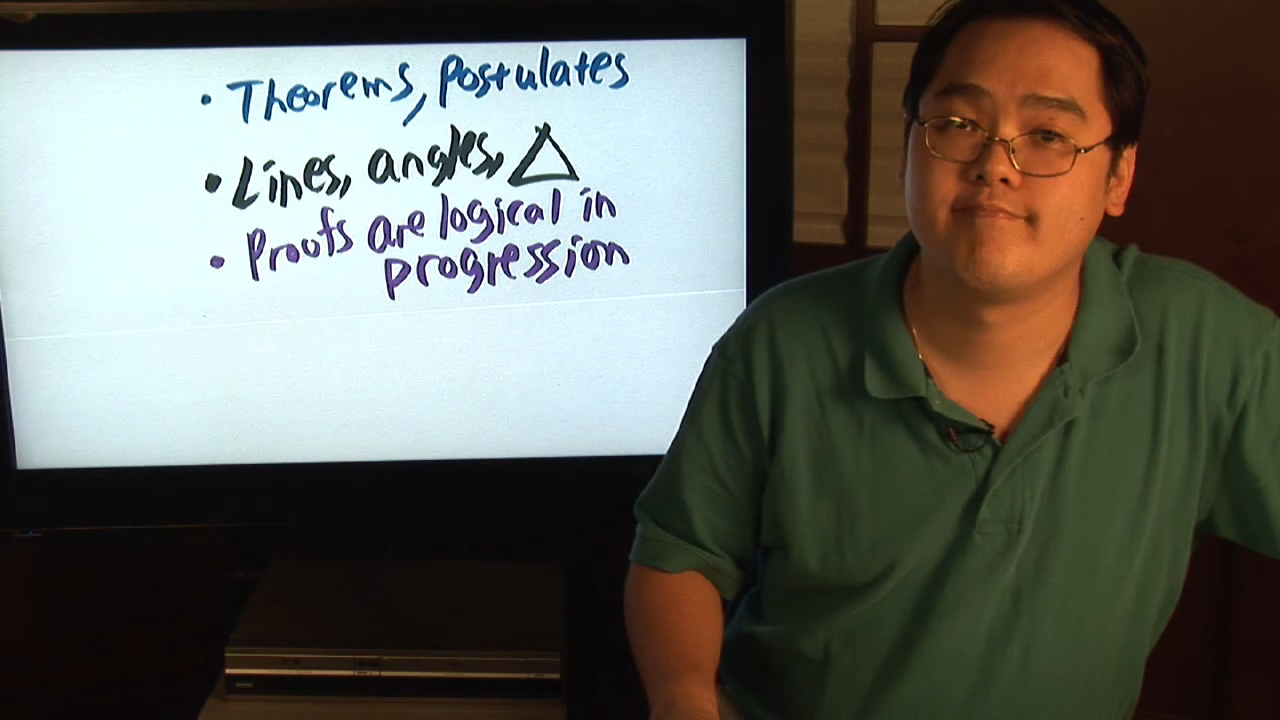 • Theorems, Postulates
• Lines, angles, △
• Proofs are logical in
progression